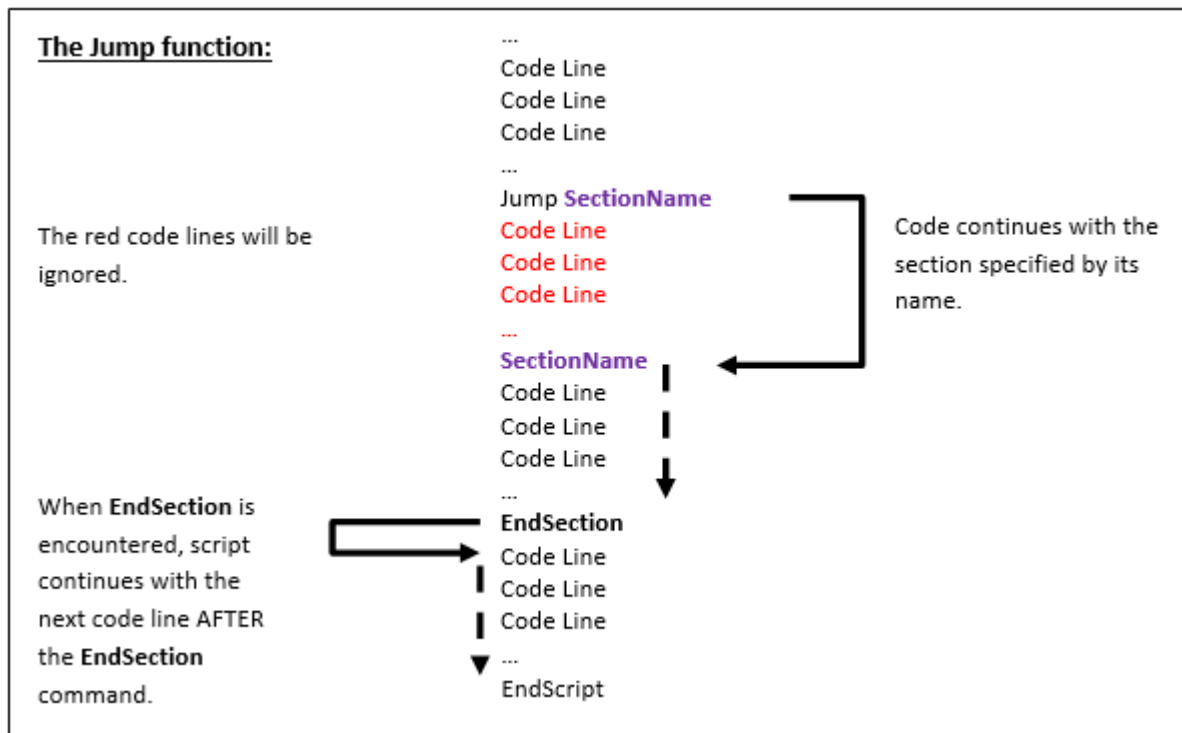 The Jump function:
...
Code Line
Code Line
Code Line
...
Jump SectionName
Code Line
Code Line
Code Line
...
The red code lines will be
ignored.
Code continues with the
section specified by its
name.
SectionName
Code Line
Code Line
Code Line
...
EndSection
When EndSection is
encountered, script
continues with the
next code line AFTER
the EndSection
command.
Code Line
Code Line
Code Line
...
EndScript